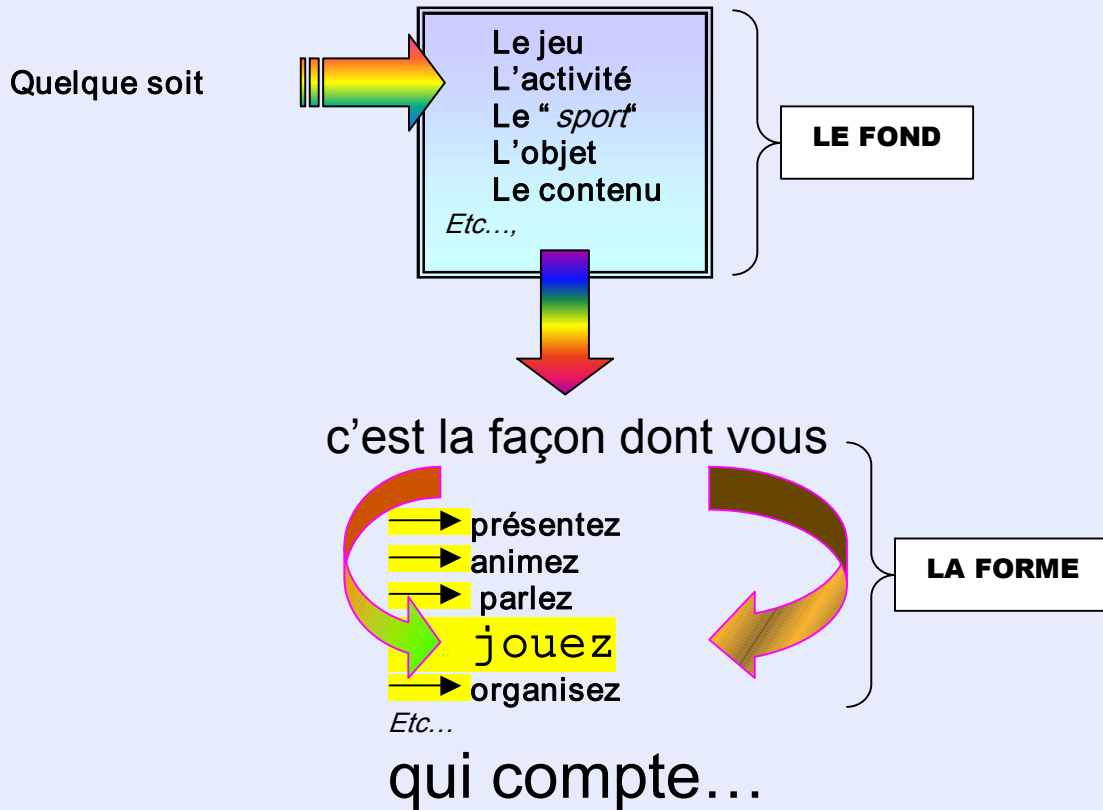 Quelque soit
Le jeu
L’activité
Le “ sport“
L’objet
Le contenu
Etc…,
LE FOND
c’est la façon dont vous
présentez
animez
parlez
jouez
organisez
Etc…
LA FORME
qui compte…